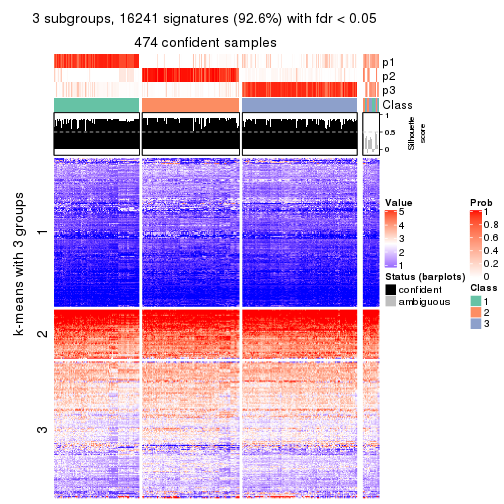 3 subgroups, 16241 signatures (92.6%) with fdr < 0.05
474 confident samples
p1
p2
p3
Class
1
0.5
0
Silhouette
score
k-means with 3 groups
1
2
3
Value
5
4
3
2
1
Status (barplots)
confident
ambiguous
Prob
1
0.8
0.6
0.4
0.2
0
Class
1
2
3